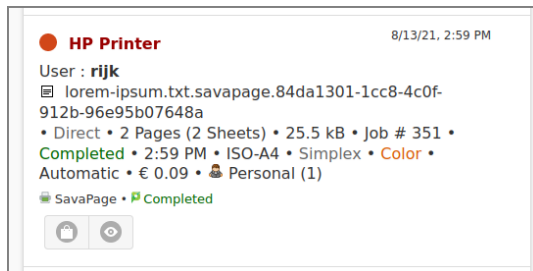 HP Printer 8/13/21, 2:59 PM
User : rijk
lorem-ipsum.txt.savapage.84da1301-1cc8-4c0f-
912b-96e95b07648a
• Direct • 2 Pages (2 Sheets) • 25.5 kB • Job # 351 •
Completed • 2:59 PM • ISO-A4 • Simplex • Color •
Automatic • € 0.09 • Personal (1)
SavaPage • Completed